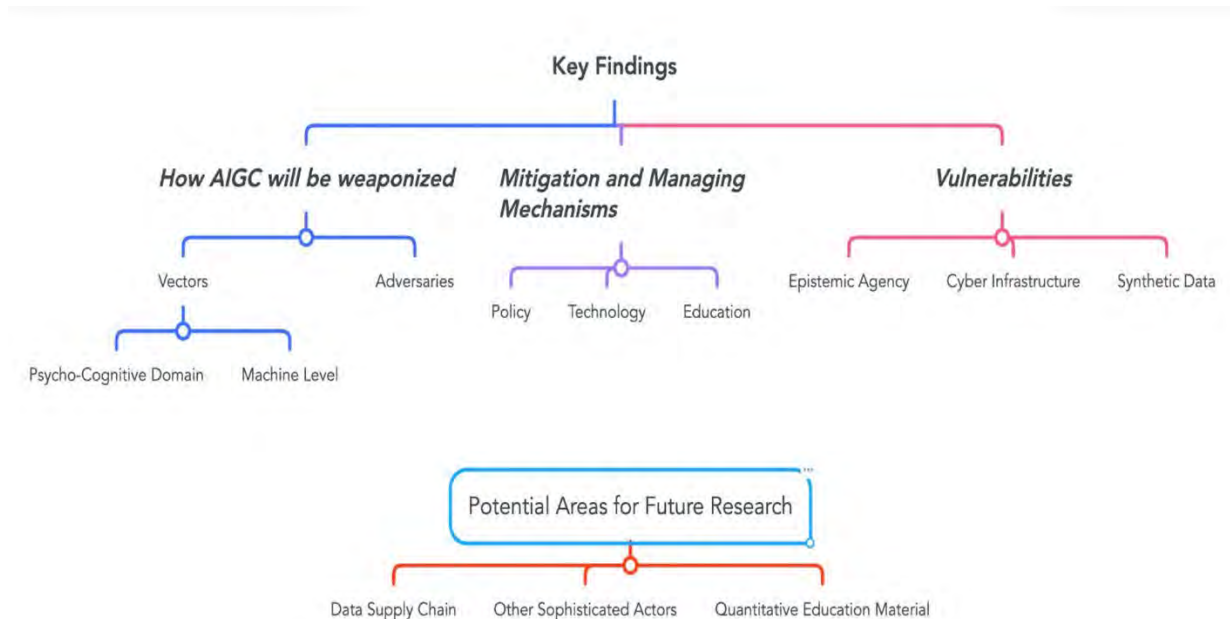 Key Findings
How AIGC will be weaponized
Mitigation and Managing
Mechanisms
Vulnerabilities
Vectors
Adversaries
Policy
Technology
Education
Epistemic Agency
Cyber Infrastructure
Synthetic Data
Psycho-Cognitive Domain
Machine Level
Potential Areas for Future Research
Data Supply Chain
Other Sophisticated Actors
Quantitative Education Material